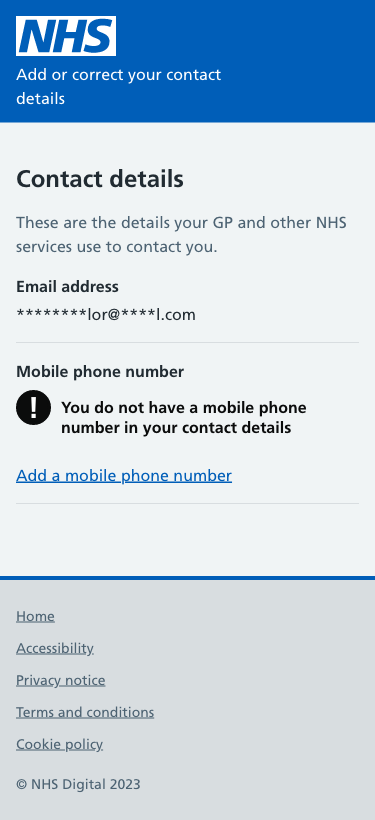 NHS
Add or correct your contact
details
Contact details
These are the details your GP and other NHS
services use to contact you.
Email address
********lor@****l.com
Mobile phone number
!
You do not have a mobile phone
number in your contact details
Add a mobile phone number
Home
Accessibility
Privacy notice
Terms and conditions
Cookie policy
© NHS Digital 2023